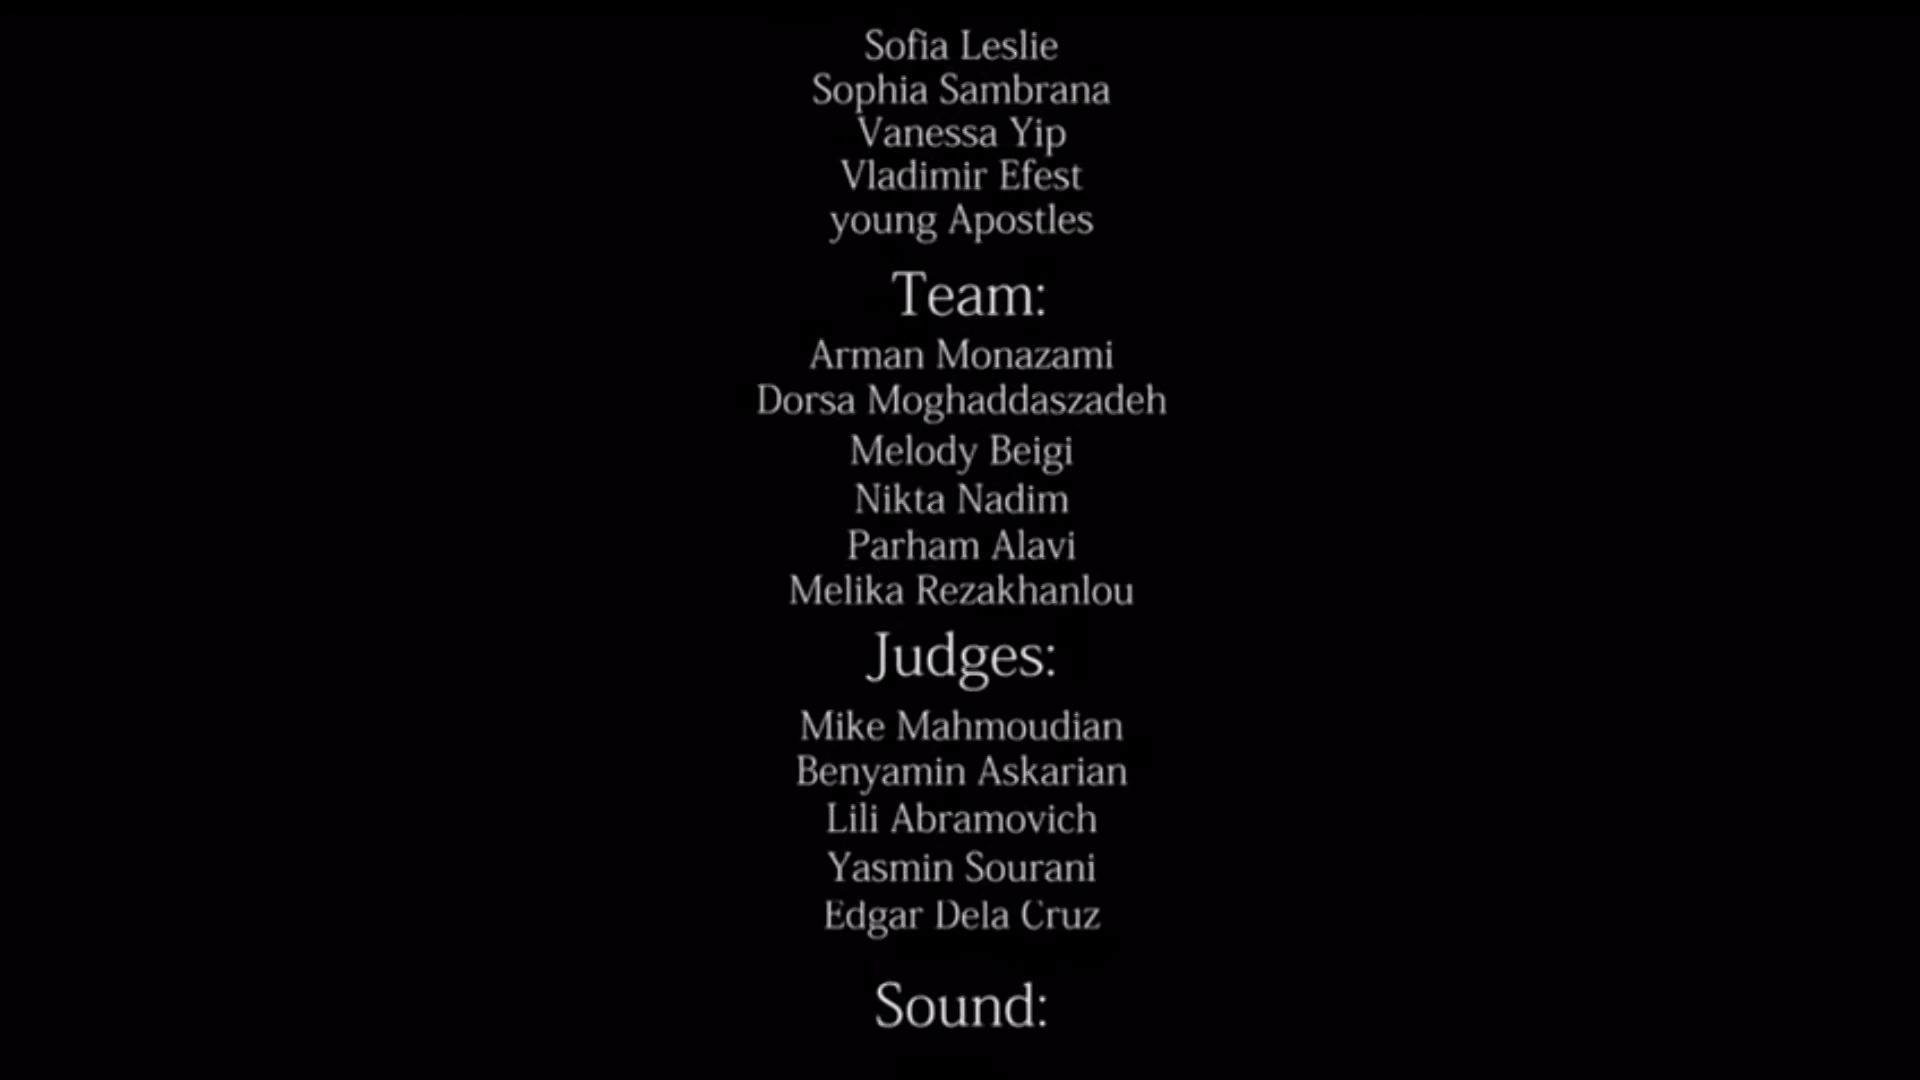 Sofia Leslie
Sophia Sambrana
Vanessa Yip
Vladimir Efest
young Apostles
Team:
Arman Monazami
Dorsa Moghaddaszadeh
Melody Beigi
Nikta Nadim
Parham Alavi
Melika Rezakhanlou
Judges:
Mike Mahmoudian
Benyamin Askarian
Lili Abramovich
Yasmin Sourani
Edgar Dela Cruz
Sound: